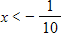 x < − 1/10